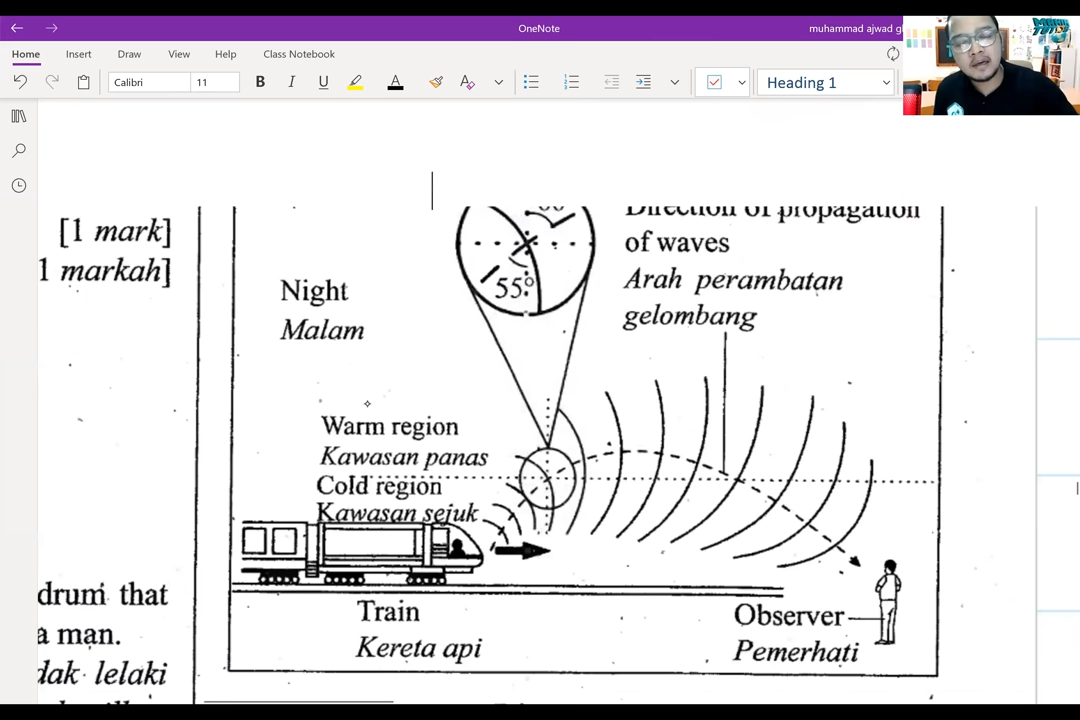 OneNote
muhammad ajwad
Home Insert Draw View Help Class Notebook
Calibri 11 B I U A Heading 1
[1 mark]
1 markah]
Direction of propagation
of waves
Arah perambatan
gelombang
55°
Night
Malam
Warm region
Kawasan panas
Cold region
Kawasan sejuk
drum that
a man.
dak lelaki
Train
Kereta api
Observer
Pemerhati